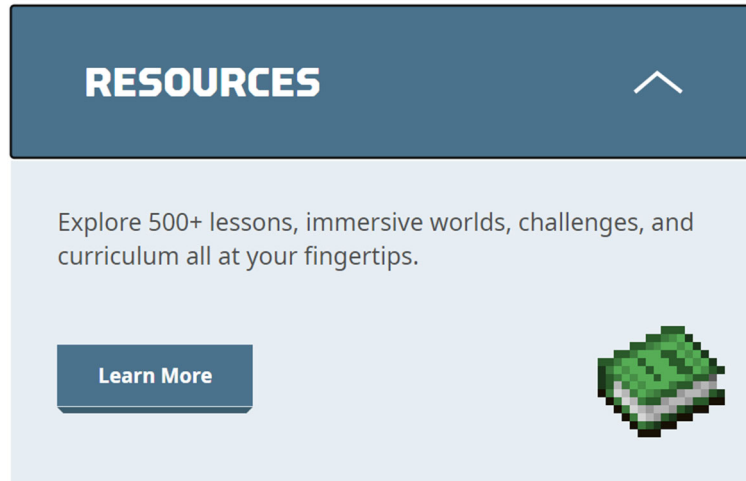 RESOURCES
Explore 500+ lessons, immersive worlds, challenges, and
curriculum all at your fingertips.
Learn More